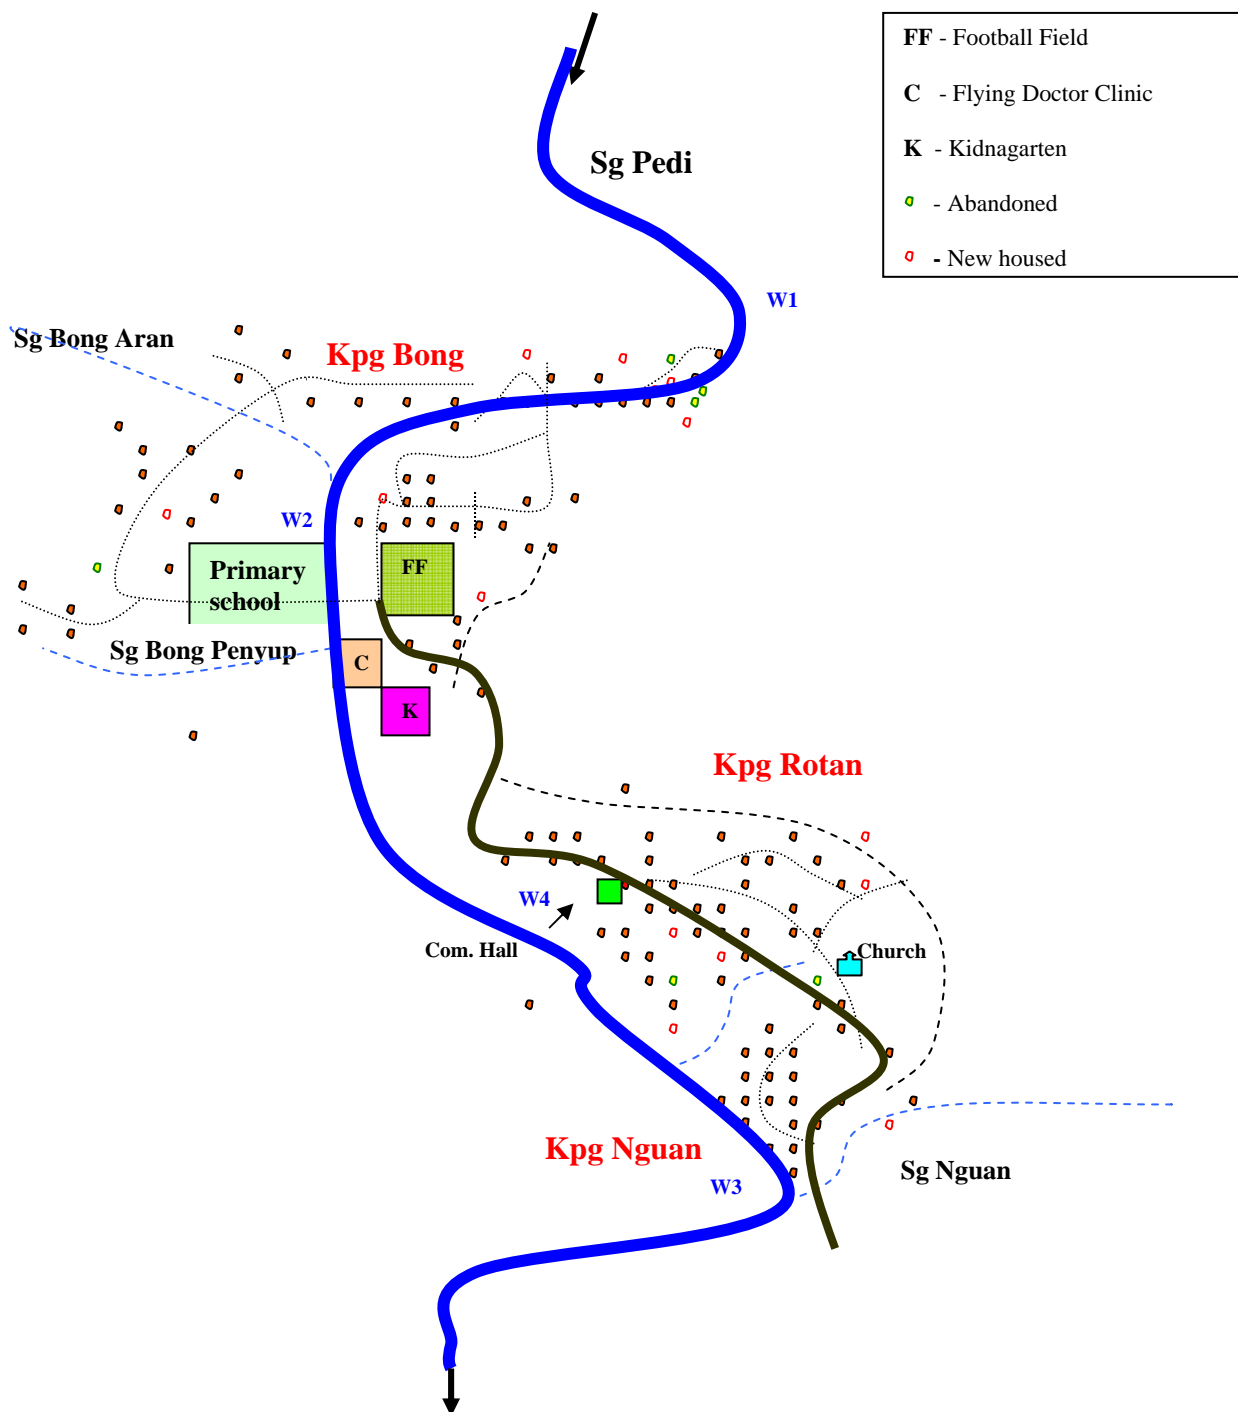 FF - Football Field
C - Flying Doctor Clinic
K - Kidnagarten
- Abandoned
- New housed
Sg Pedi
W1
Sg Bong Aran
Kpg Bong
W2
Primary
school
FF
Sg Bong Penyup
C
K
Kpg Rotan
W4
Com. Hall
Church
Kpg Nguan
Sg Nguan
W3